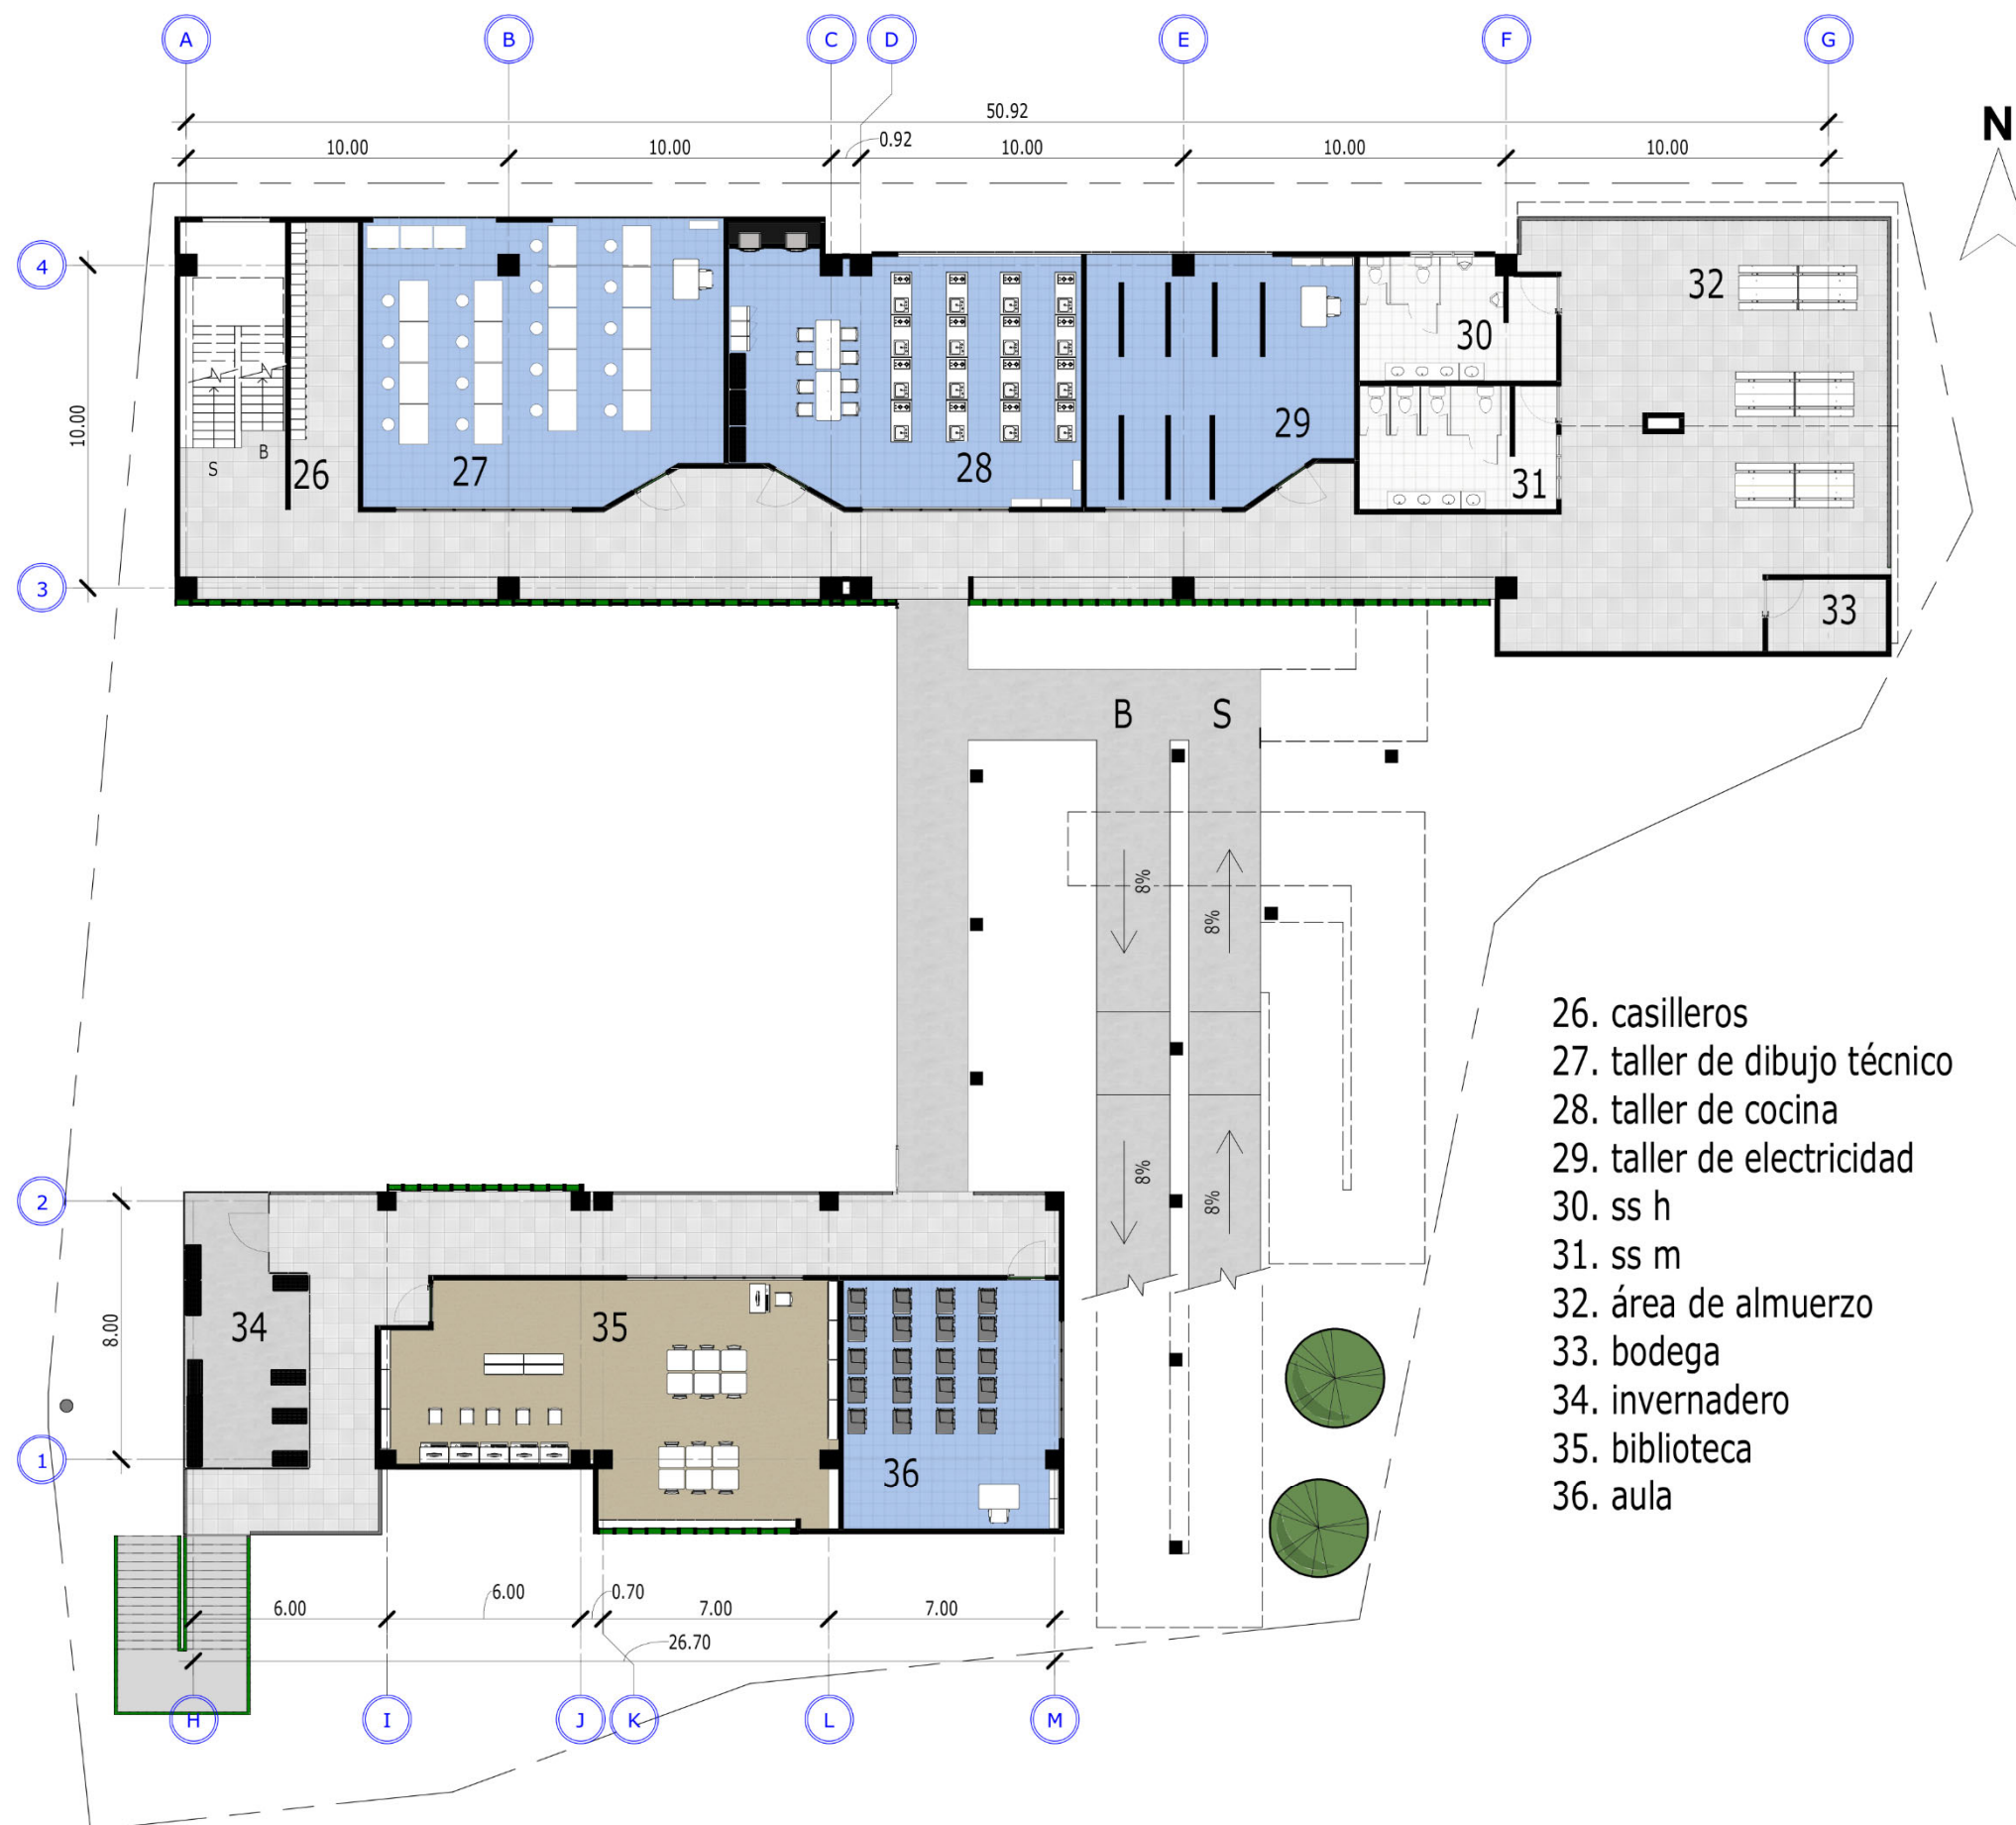 A B C D E F G
50.92
10.00 10.00 0.92 10.00 10.00 10.00
N
4
32
30
10.00
29
27 28 31
26
S B
3
33
B S
8%
8%
2
8%
8%
8.00
34 35
1
36
26. casilleros
27. taller de dibujo técnico
28. taller de cocina
29. taller de electricidad
30. ss h
31. ss m
32. área de almuerzo
33. bodega
34. invernadero
35. biblioteca
36. aula
6.00 6.00 0.70 7.00 7.00
26.70
H I J K L M